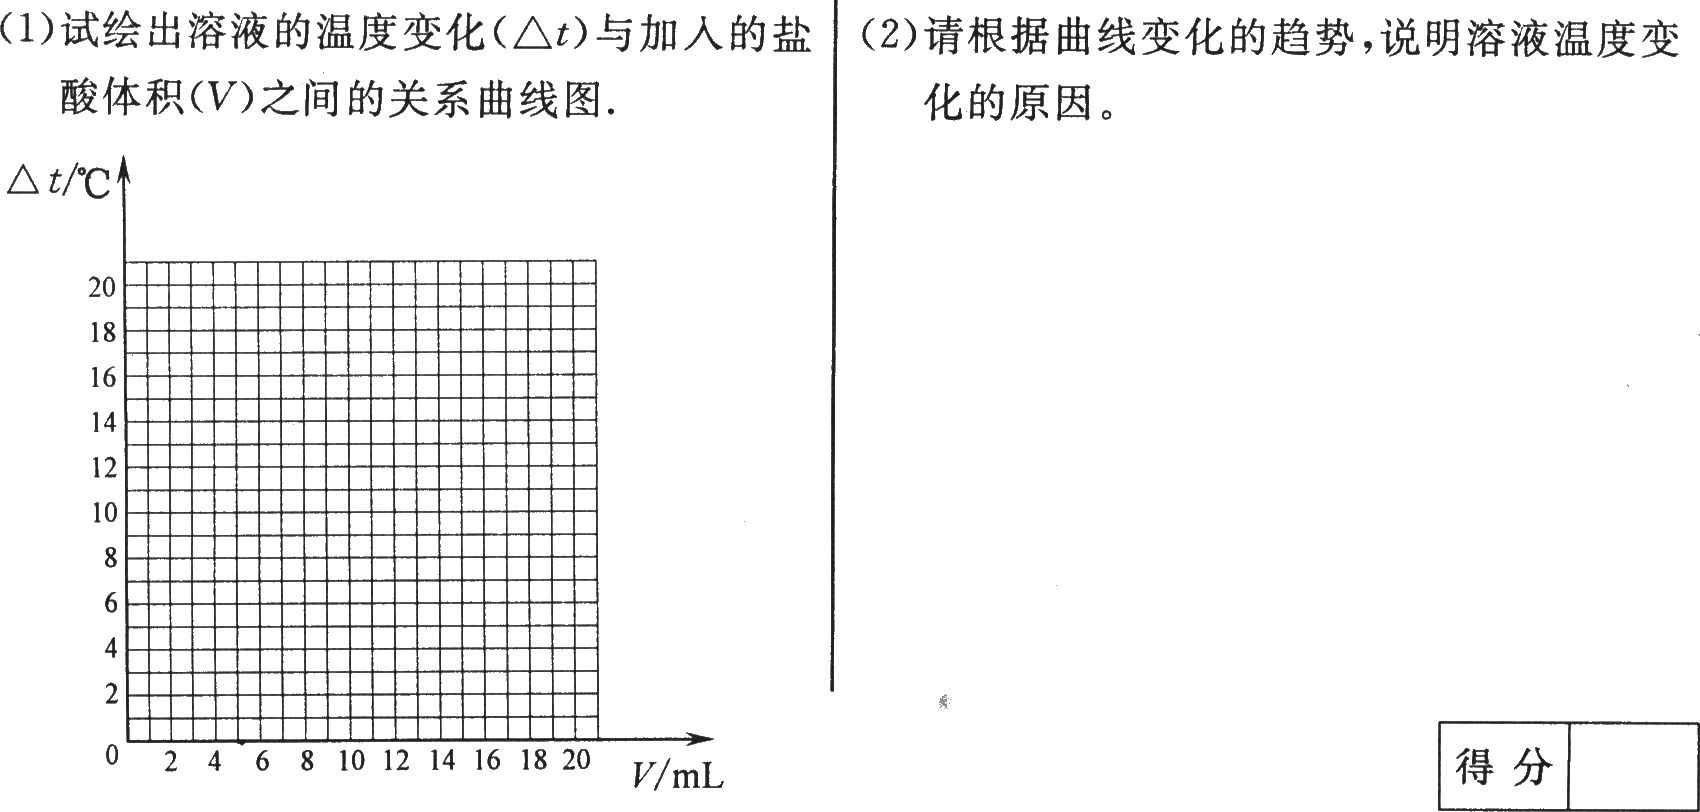 (1)试绘出溶液的温度变化(△t)与加入的盐
酸体积(V)之间的关系曲线图.
△t/℃
20
18
16
14
12
10
8
6
4
2
0
2 4 6 8 10 12 14 16 18 20
V/mL
(2)请根据曲线变化的趋势,说明溶液温度变
化的原因。
得分